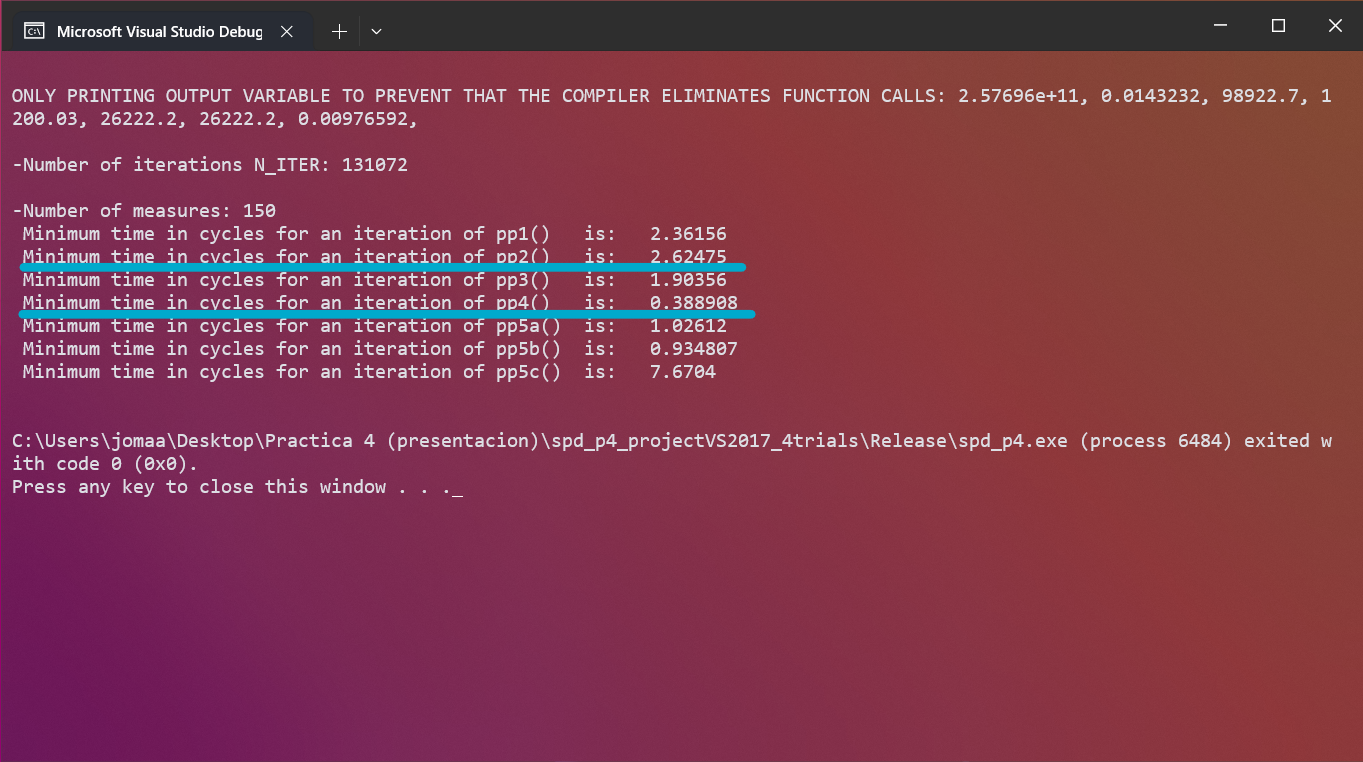 Microsoft Visual Studio Debug
ONLY PRINTING OUTPUT VARIABLE TO PREVENT THAT THE COMPILER ELIMINATES FUNCTION CALLS: 2.57696e+11, 0.0143232, 98922.7, 1
200.03, 26222.2, 26222.2, 0.00976592,
-Number of iterations N_ITER: 131072
-Number of measures: 150
Minimum time in cycles for an iteration of pp1()   is:   2.36156
Minimum time in cycles for an iteration of pp2()   is:   2.62475
Minimum time in cycles for an iteration of pp3()   is:   1.90356
Minimum time in cycles for an iteration of pp4()   is:   0.388908
Minimum time in cycles for an iteration of pp5a()  is:   1.02612
Minimum time in cycles for an iteration of pp5b()  is:   0.934807
Minimum time in cycles for an iteration of pp5c()  is:   7.6704
C:\Users\jomaa\Desktop\Practica 4 (presentacion)\spd_p4_projectVS2017_4trials\Release\spd_p4.exe (process 6484) exited w
ith code 0 (0x0).
Press any key to close this window . . ._